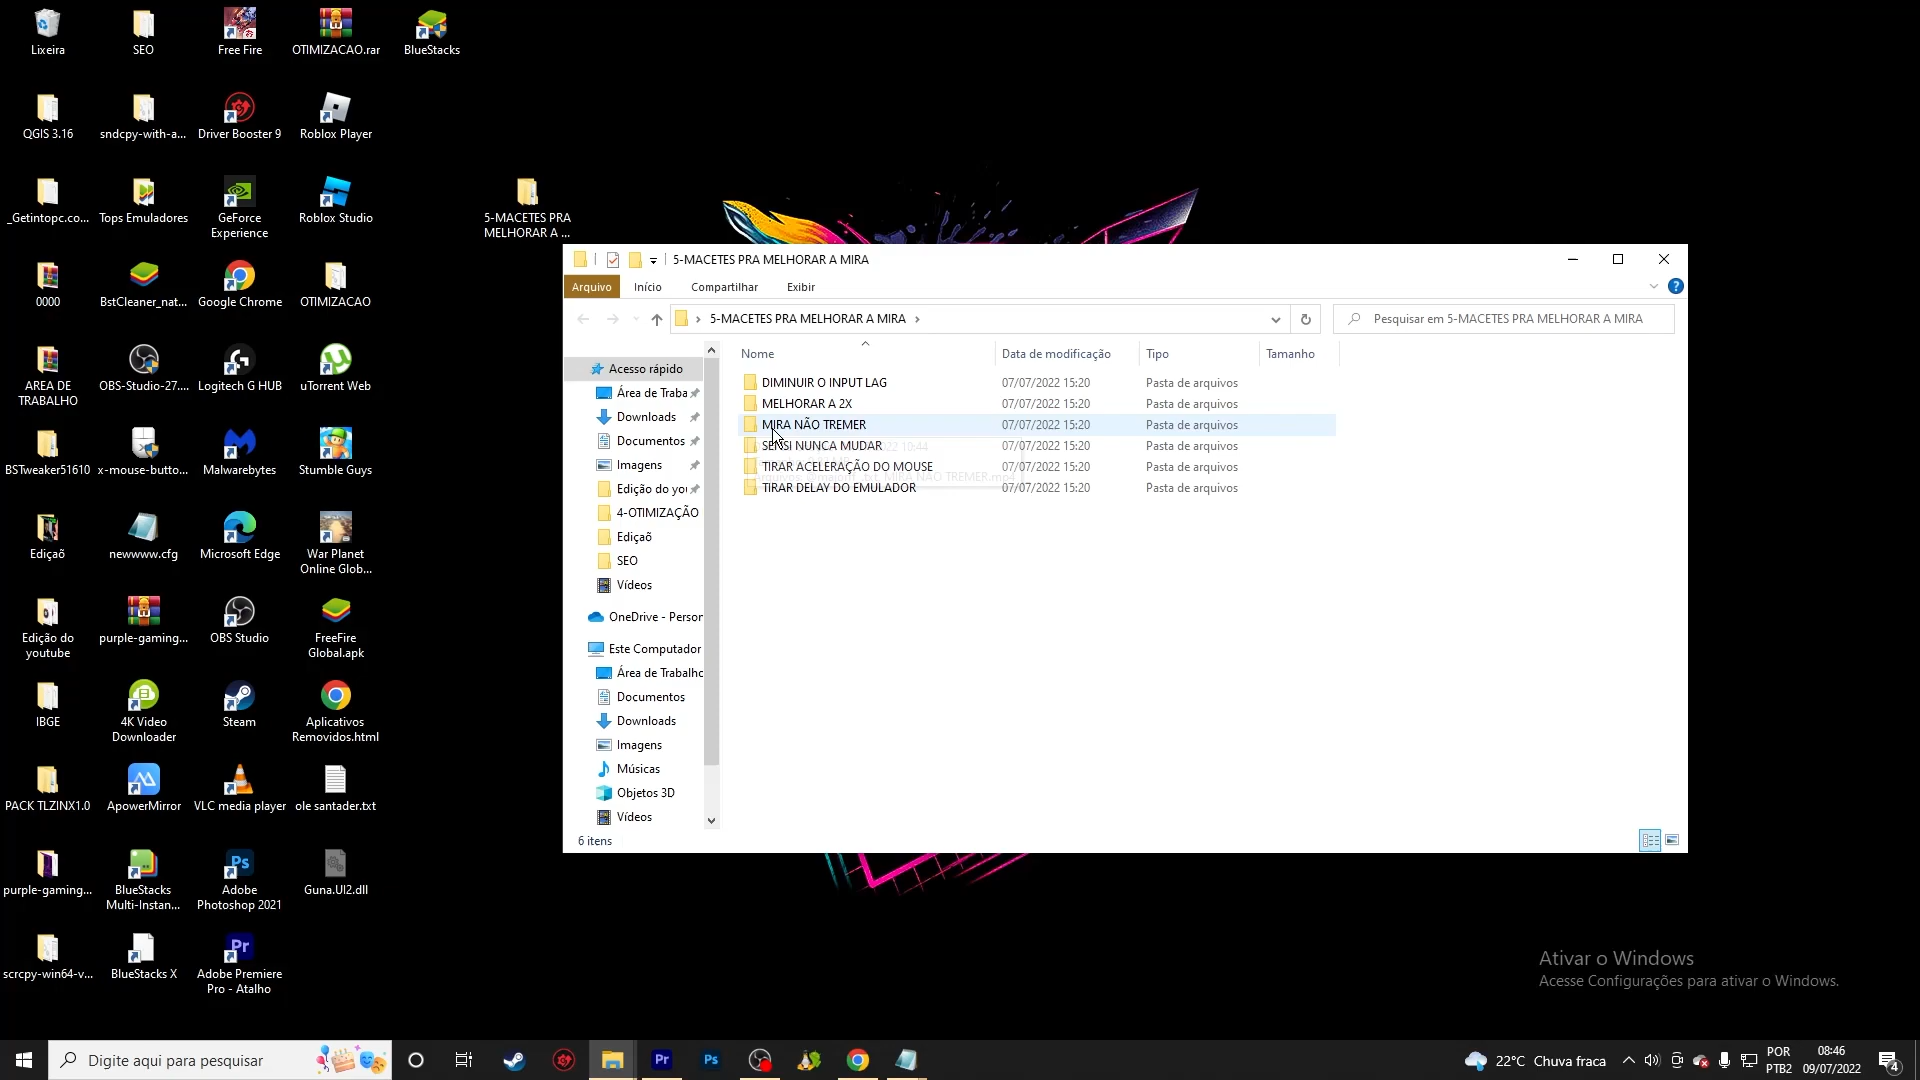 Lixeira
SEO
Free Fire
OTIMIZACAO.rar
BlueStacks
QGIS 3.16
sndcpy-with-a...
Driver Booster 9
Roblox Player
_Getintopc.co...
Tops Emuladores
GeForce
Experience
Roblox Studio
5-MACETES PRA
MELHORAR A ...
0000
BstCleaner_nat...
Google Chrome
OTIMIZACAO
AREA DE
TRABALHO
OBS-Studio-27....
Logitech G HUB
uTorrent Web
BSTweaker51610
x-mouse-butto...
Malwarebytes
Stumble Guys
Ediçaõ
newwww.cfg
Microsoft Edge
War Planet
Online Glob...
Edição do
youtube
purple-gaming...
OBS Studio
FreeFire
Global.apk
IBGE
4K Video
Downloader
Steam
Aplicativos
Removidos.html
PACK TLZINX1.0
ApowerMirror
VLC media player
ole santader.txt
purple-gaming...
BlueStacks
Multi-Instan...
Adobe
Photoshop 2021
Guna.UI2.dll
scrcpy-win64-v...
BlueStacks X
Adobe Premiere
Pro - Atalho
5-MACETES PRA MELHORAR A MIRA
Arquivo Início Compartilhar Exibir
5-MACETES PRA MELHORAR A MIRA
Pesquisar em 5-MACETES PRA MELHORAR A MIRA
Acesso rápido
Área de Traba
Downloads
Documentos
Imagens
Edição do you
4-OTIMIZAÇÃO
Ediçaõ
SEO
Vídeos
OneDrive - Person
Este Computador
Área de Trabalho
Documentos
Downloads
Imagens
Músicas
Objetos 3D
Vídeos
Nome Data de modificação Tipo Tamanho
DIMINUIR O INPUT LAG 07/07/2022 15:20 Pasta de arquivos
MELHORAR A 2X 07/07/2022 15:20 Pasta de arquivos
MIRA NÃO TREMER 07/07/2022 15:20 Pasta de arquivos
SENSI NUNCA MUDAR 07/07/2022 15:20 Pasta de arquivos
TIRAR ACELERAÇÃO DO MOUSE 07/07/2022 15:20 Pasta de arquivos
TIRAR DELAY DO EMULADOR 07/07/2022 15:20 Pasta de arquivos
6 itens
Ativar o Windows
Acesse Configurações para ativar o Windows.
Digite aqui para pesquisar
22°C Chuva fraca
POR
PTB2
08:46
09/07/2022
4